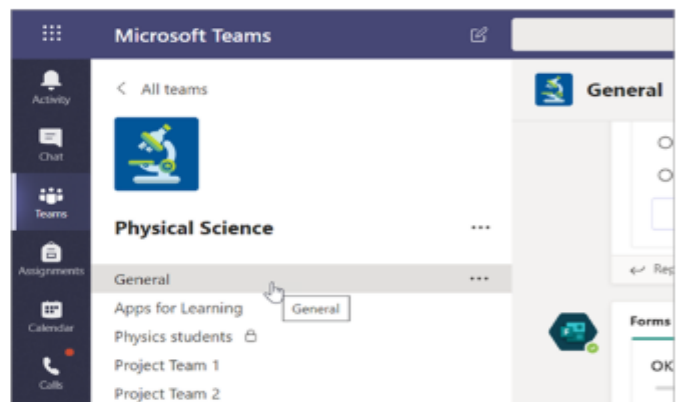 Microsoft Teams
Activity
Chat
Teams
Assignments
Calendar
Calls
< All teams
Physical Science
...
General
...
General
Apps for Learning
Physics students
Project Team 1
Project Team 2
General
Rep
Forms
OK